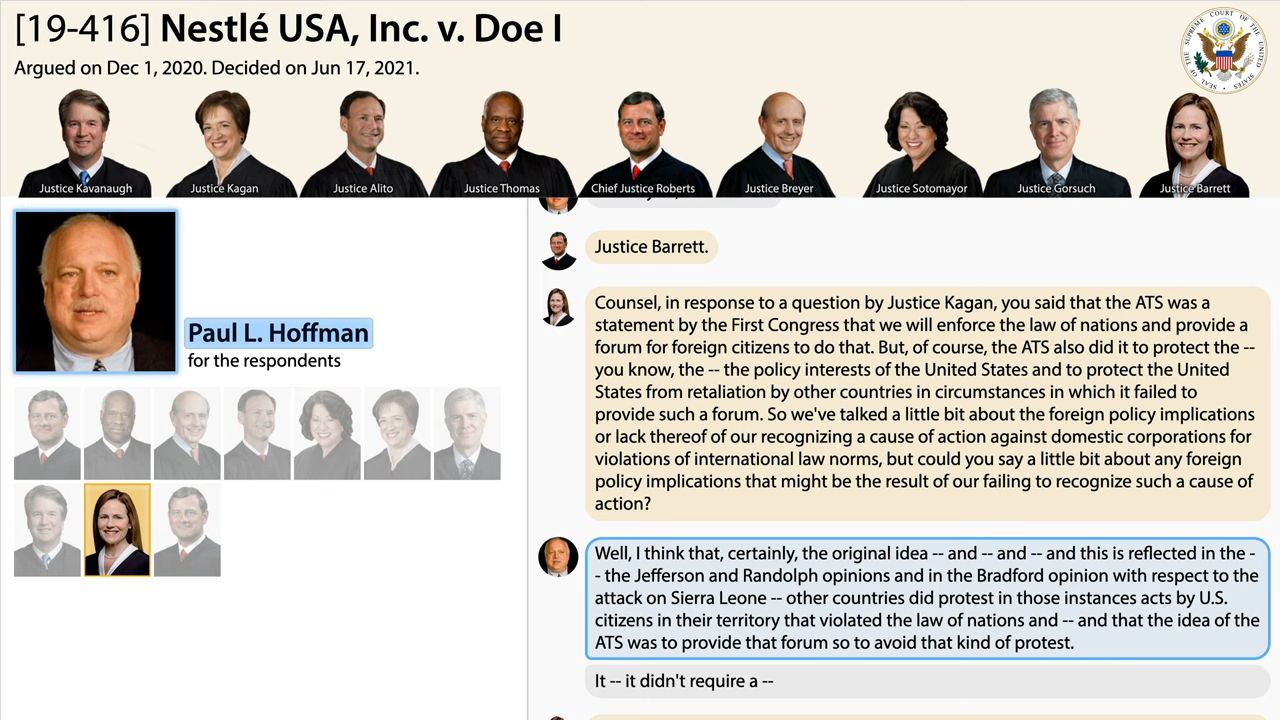 [19-416] Nestlé USA, Inc. v. Doe I
Argued on Dec 1, 2020. Decided on Jun 17, 2021.
SUPREME COURT OF THE UNITED STATES
SEAL OF THE
Justice Kavanaugh
Justice Kagan
Justice Alito
Justice Thomas
Chief Justice Roberts
Justice Breyer
Justice Sotomayor
Justice Gorsuch
Justice Barrett
Paul L. Hoffman
for the respondents
Justice Barrett.
Counsel, in response to a question by Justice Kagan, you said that the ATS was a
statement by the First Congress that we will enforce the law of nations and provide a
forum for foreign citizens to do that. But, of course, the ATS also did it to protect the --
you know, the -- the policy interests of the United States and to protect the United
States from retaliation by other countries in circumstances in which it failed to
provide such a forum. So we've talked a little bit about the foreign policy implications
or lack thereof of our recognizing a cause of action against domestic corporations for
violations of international law norms, but could you say a little bit about any foreign
policy implications that might be the result of our failing to recognize such a cause of
action?
Well, I think that, certainly, the original idea -- and -- and -- and this is reflected in the -
- the Jefferson and Randolph opinions and in the Bradford opinion with respect to the
attack on Sierra Leone -- other countries did protest in those instances acts by U.S.
citizens in their territory that violated the law of nations and -- and that the idea of the
ATS was to provide that forum so to avoid that kind of protest.
It -- it didn't require a --